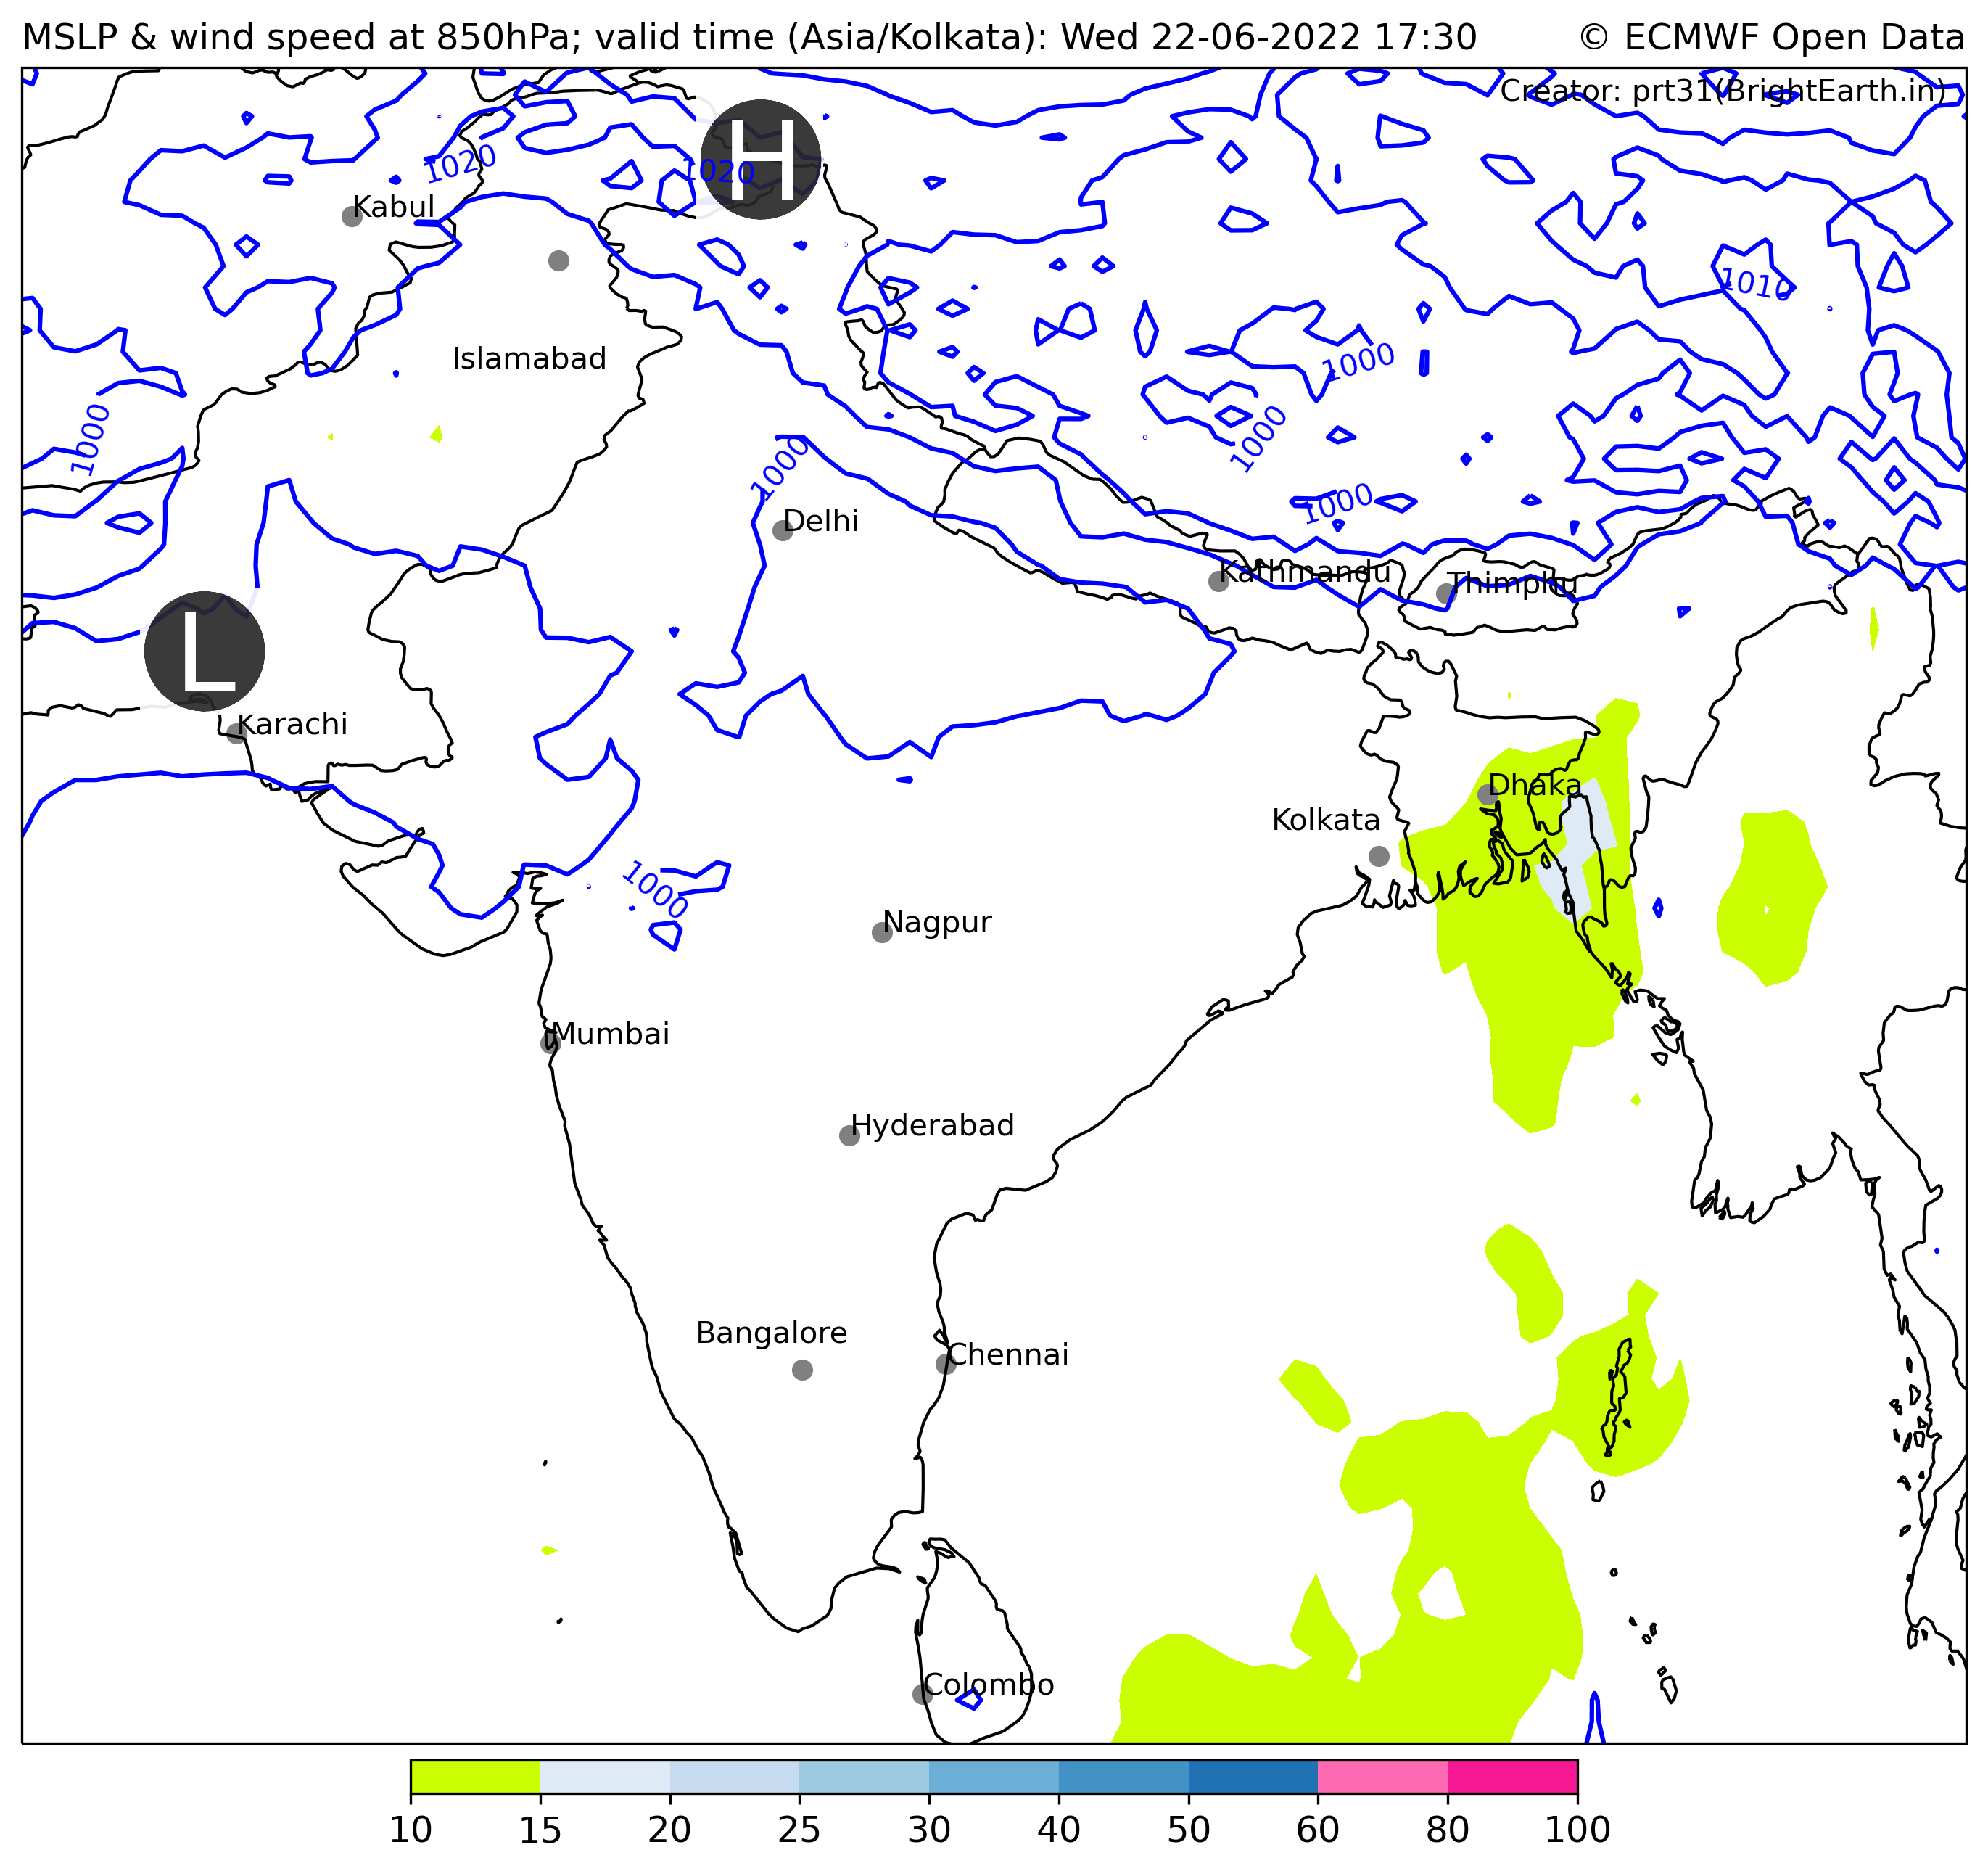 MSLP & wind speed at 850hPa; valid time (Asia/Kolkata): Wed 22-06-2022 17:30
© ECMWF Open Data
Creator: prt31(BrightEarth.in)
H
1020
1020
Kabul
1010
Islamabad
1000
1000
1000
1000
1000
Delhi
Kathmandu
Thimphu
L
Karachi
Dhaka
Kolkata
1000
Nagpur
Mumbai
Hyderabad
Bangalore
Chennai
Colombo
10 15 20 25 30 40 50 60 80 100